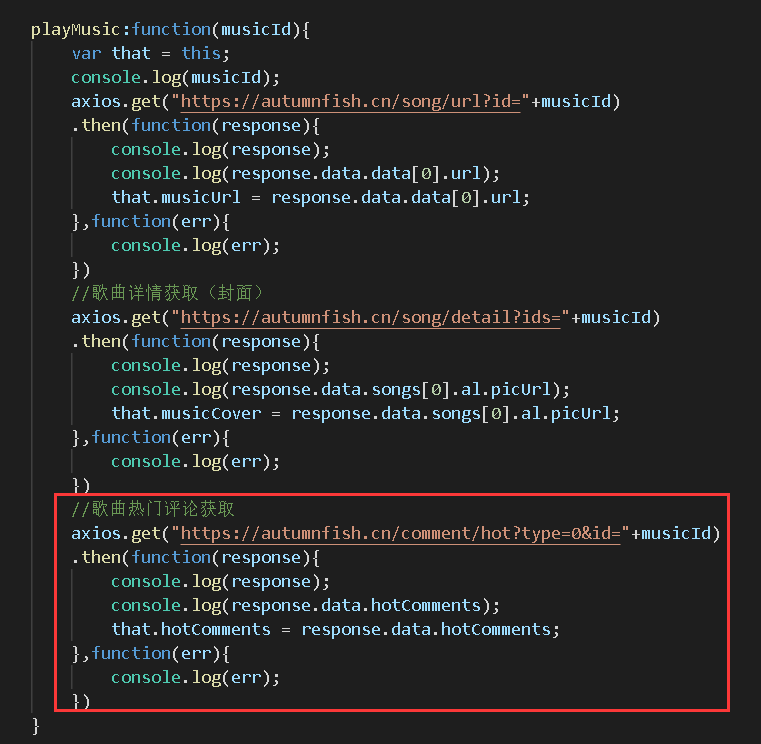 playMusic:function(musicId){
var that = this;
console.log(musicId);
axios.get("https://autumnfish.cn/song/url?id="+musicId)
.then(function(response){
console.log(response);
console.log(response.data.data[0].url);
that.musicUrl = response.data.data[0].url;
},function(err){
console.log(err);
})
//歌曲详情获取（封面）
axios.get("https://autumnfish.cn/song/detail?ids="+musicId)
.then(function(response){
console.log(response);
console.log(response.data.songs[0].al.picUrl);
that.musicCover = response.data.songs[0].al.picUrl;
},function(err){
console.log(err);
})
//歌曲热门评论获取
axios.get("https://autumnfish.cn/comment/hot?type=0&id="+musicId)
.then(function(response){
console.log(response);
console.log(response.data.hotComments);
that.hotComments = response.data.hotComments;
},function(err){
console.log(err);
})
}